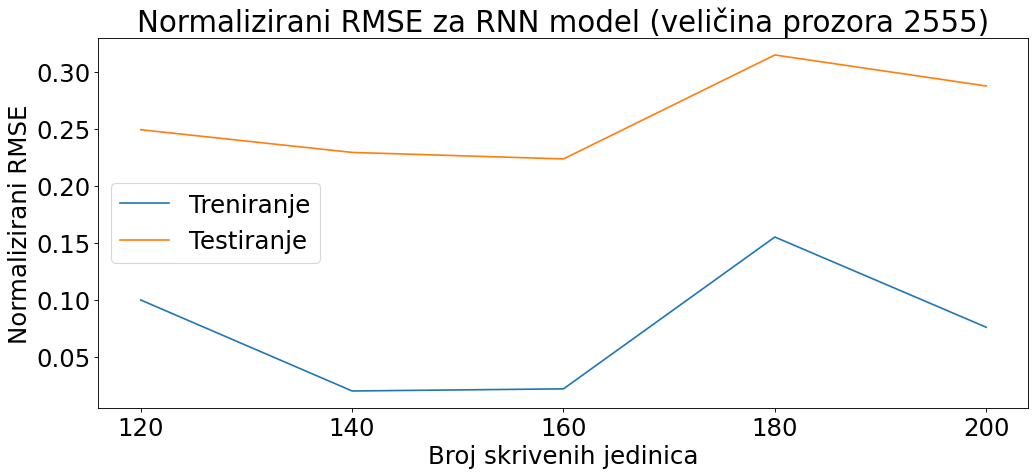 Normalizirani RMSE za RNN model (veličina prozora 2555)
Normalizirani RMSE
0.30
0.25
0.20
0.15
0.10
0.05
Treniranje
Testiranje
120 140 160 180 200
Broj skrivenih jedinica